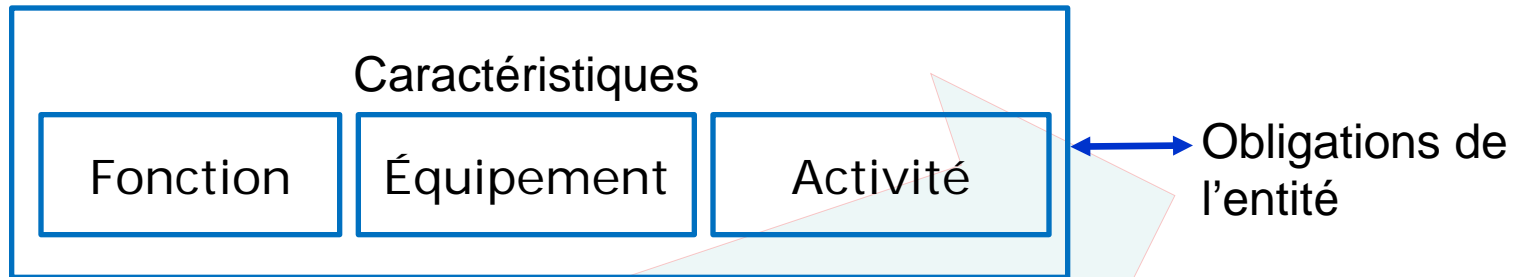 Caractéristiques
Fonction Équipement Activité
Obligations de
l'entité